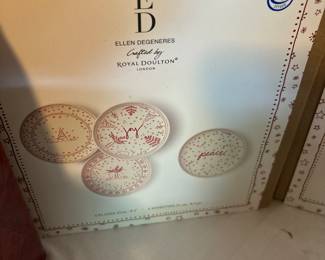 ED
ELLEN DEGENERES
Crafted by
ROYAL DOULTON®
LONDON
peace